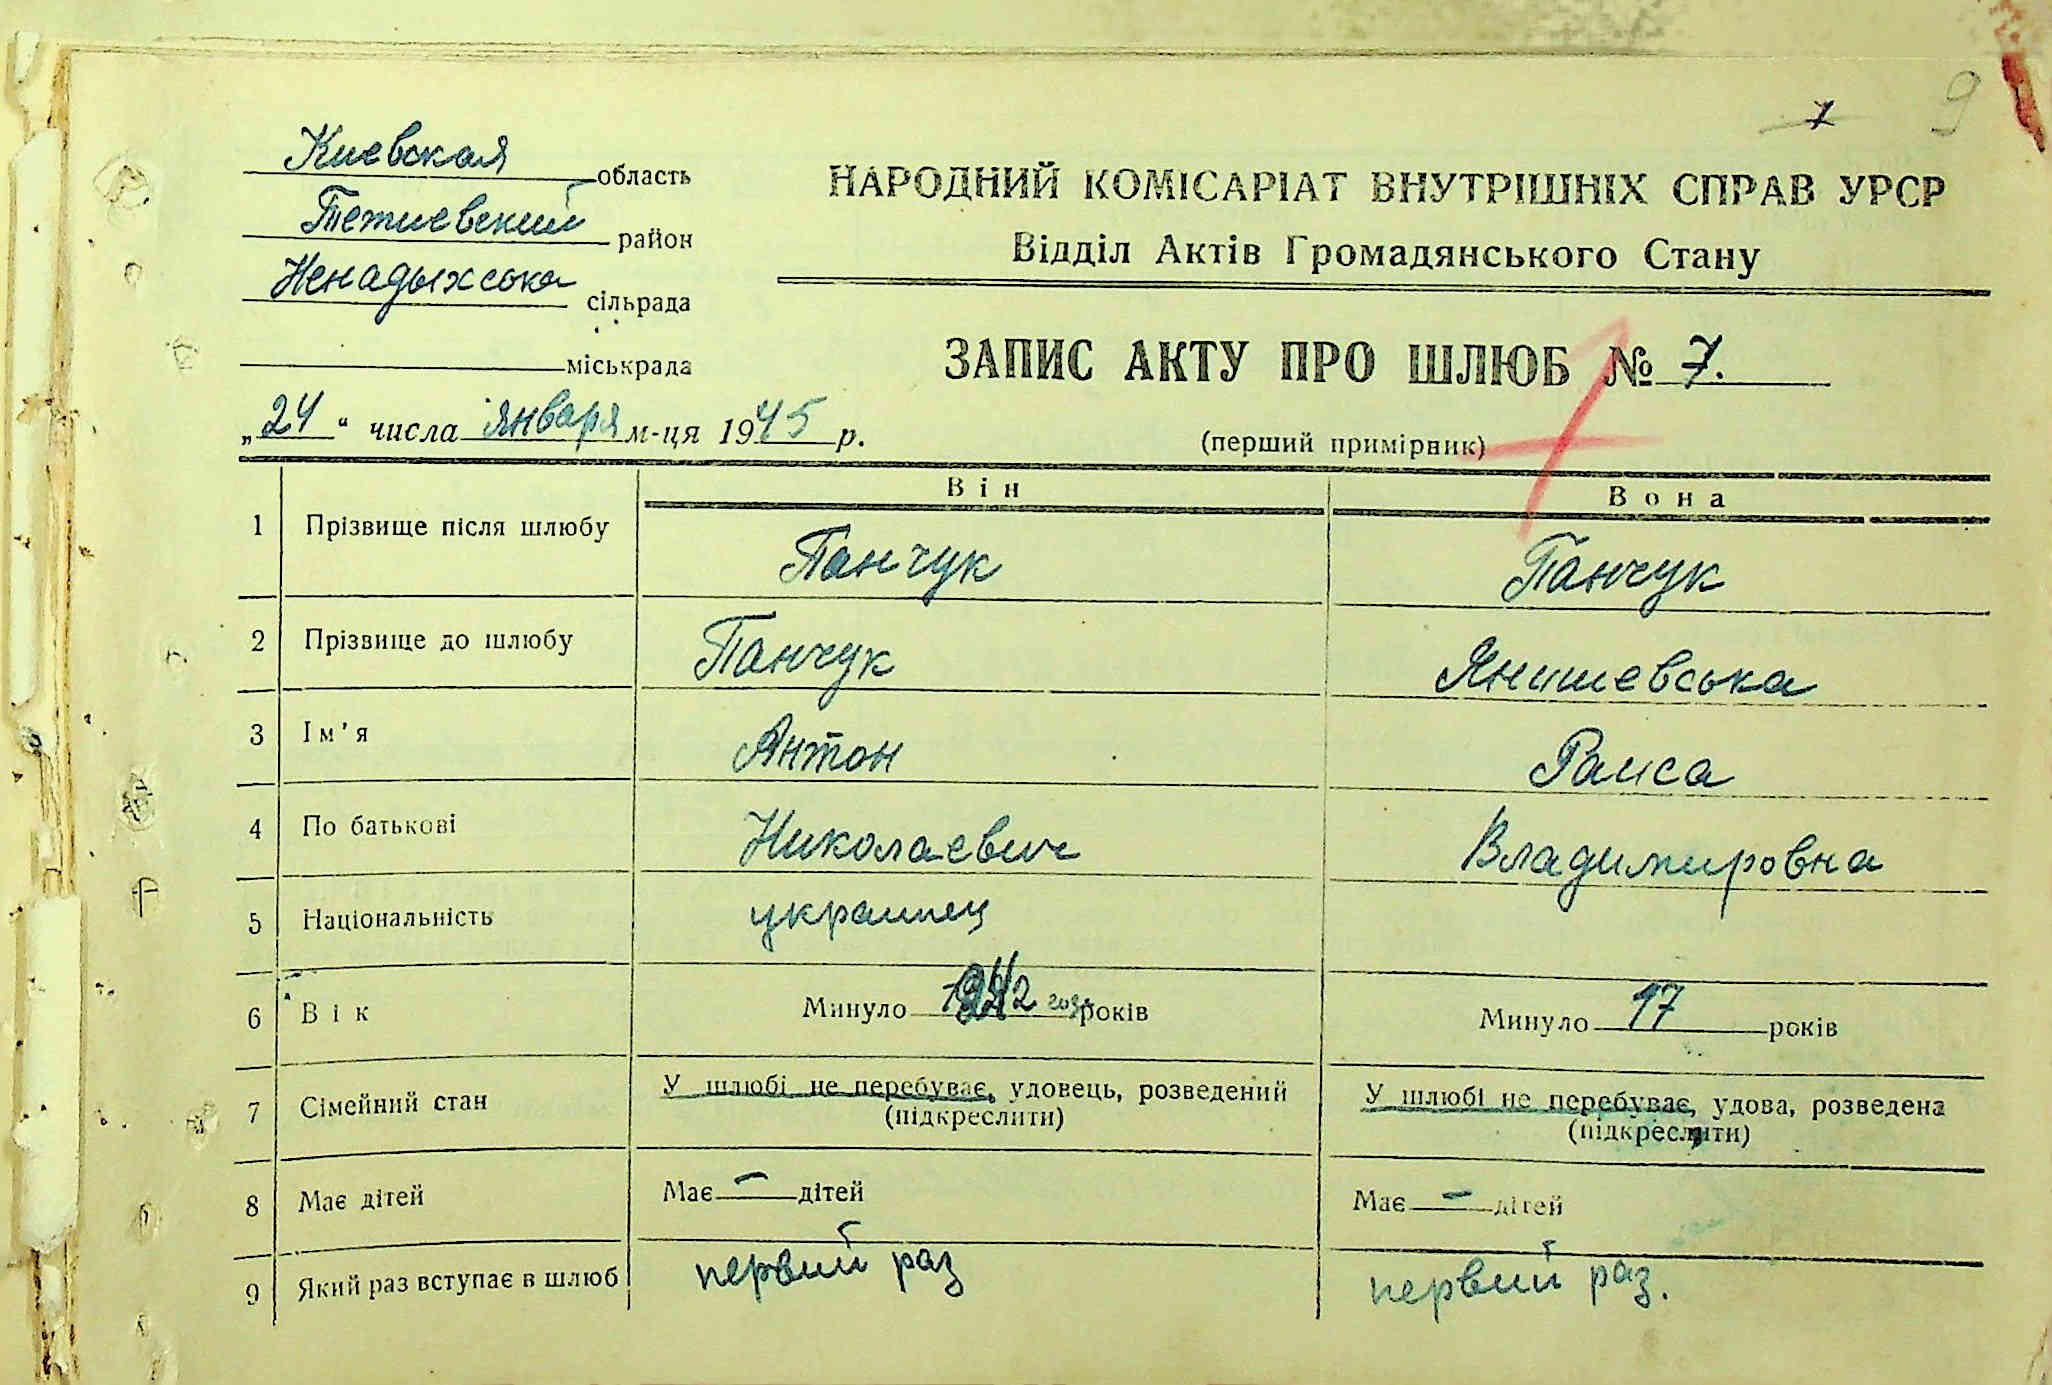 7 9
Киевская область
Тетиевский район
Ненадыхська сільрада
міськрада
„24“ числа января м-ця 1945 р.
НАРОДНИЙ КОМІСАРІАТ ВНУТРІШНІХ СПРАВ УРСР
Відділ Актів Громадянського Стану
ЗАПИС АКТУ ПРО ШЛЮБ № 7.
(перший примірник)
Він Вона
1 Прізвище після шлюбу Панчук Панчук
2 Прізвище до шлюбу Панчук Янишевська
3 Ім'я Антон Раиса
4 По батькові Николаевич Владимировна
5 Національність украинец
6 Вік Минуло років Минуло 17 років
7 Сімейний стан У шлюбі не перебуває, удовець, розведений У шлюбі не перебуває, удова, розведена
(підкреслити) (підкреслити)
8 Має дітей Має — дітей Має — дітей
9 Який раз вступає в шлюб первий раз первий раз.